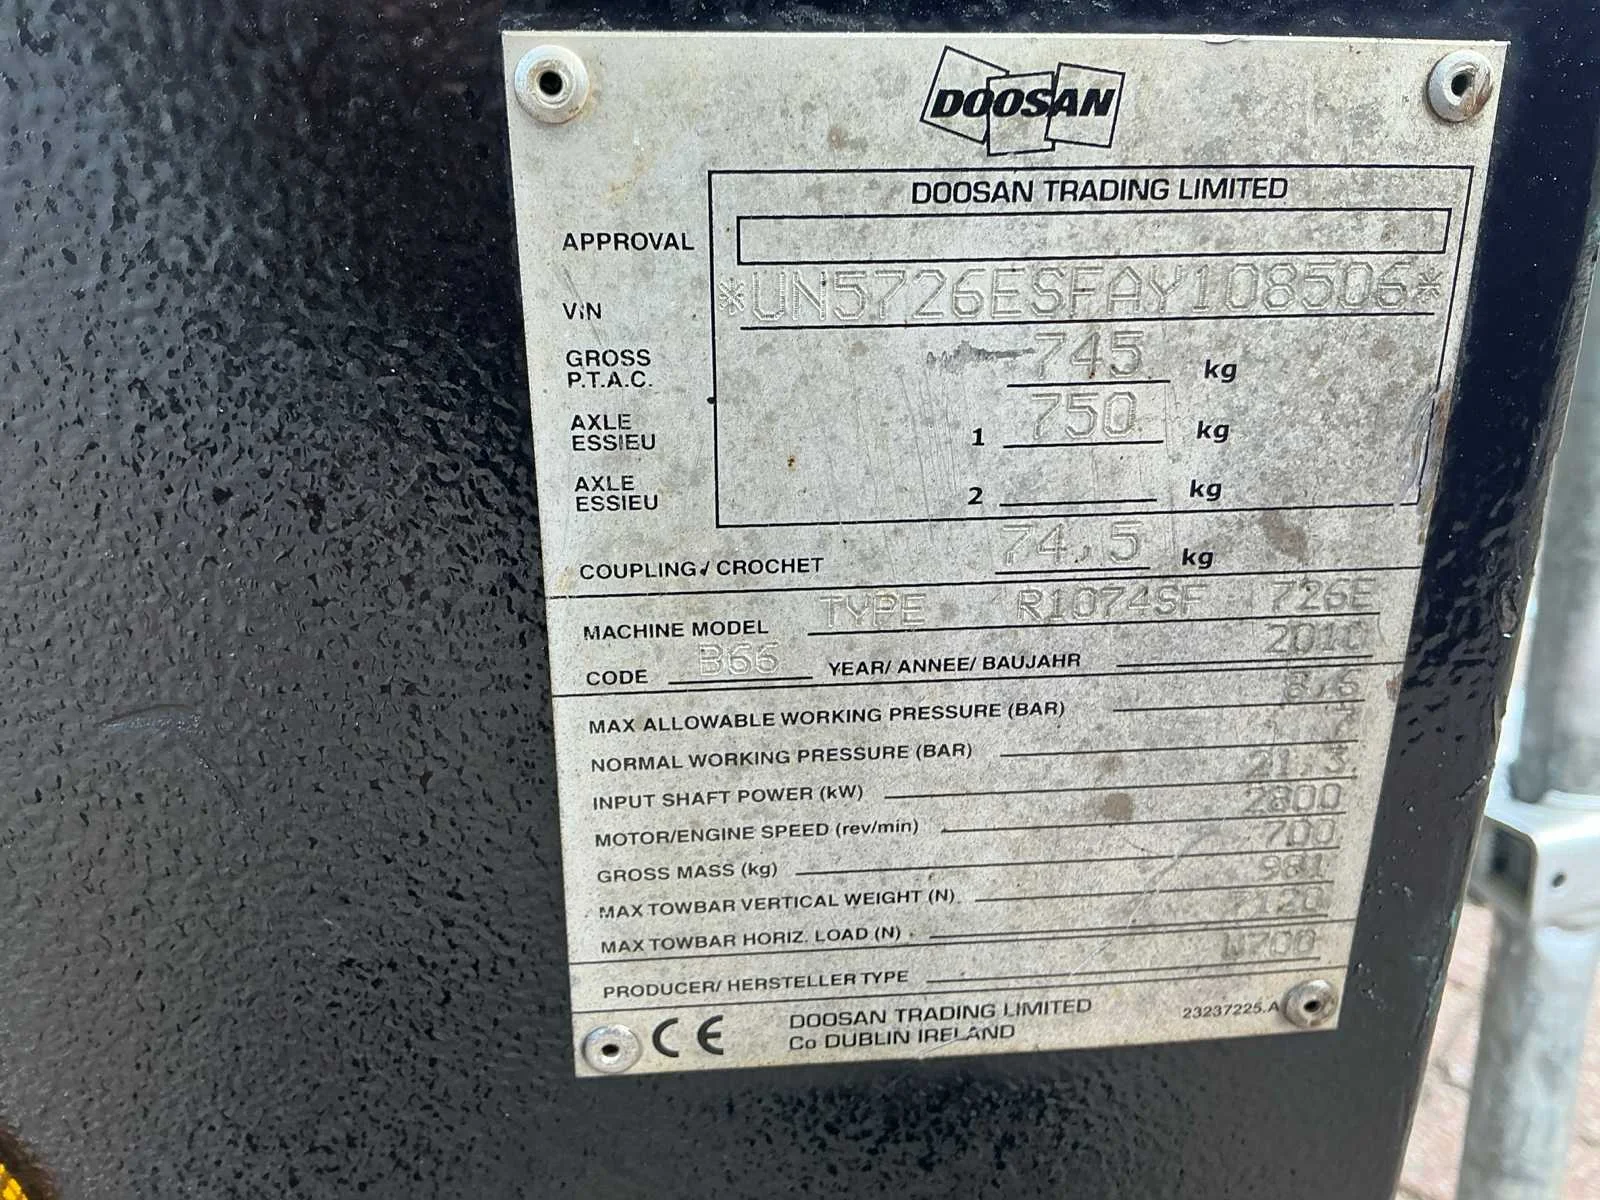 DOOSAN
DOOSAN TRADING LIMITED
APPROVAL
VIN *UN5726ESFAY108506*
GROSS P.T.A.C. 745 kg
AXLE ESSIEU 1 750 kg
AXLE ESSIEU 2 kg
COUPLING/ CROCHET 74.5 kg
MACHINE MODEL TYPE R1074SF 726E
CODE B66 YEAR/ ANNEE/ BAUJAHR 2010
MAX ALLOWABLE WORKING PRESSURE (BAR) 8.6
NORMAL WORKING PRESSURE (BAR) 7
INPUT SHAFT POWER (kW) 21.3
MOTOR/ENGINE SPEED (rev/min) 2800
GROSS MASS (kg) 700
MAX TOWBAR VERTICAL WEIGHT (N) 981
MAX TOWBAR HORIZ. LOAD (N) 7120
PRODUCER/ HERSTELLER TYPE W700
CE DOOSAN TRADING LIMITED 23237225.A
Co DUBLIN IRELAND